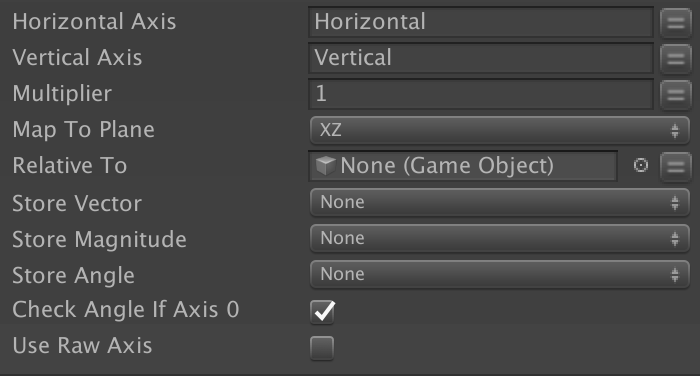 Horizontal Axis Horizontal
Vertical Axis Vertical
Multiplier 1
Map To Plane XZ
Relative To None (Game Object)
Store Vector None
Store Magnitude None
Store Angle None
Check Angle If Axis 0
Use Raw Axis